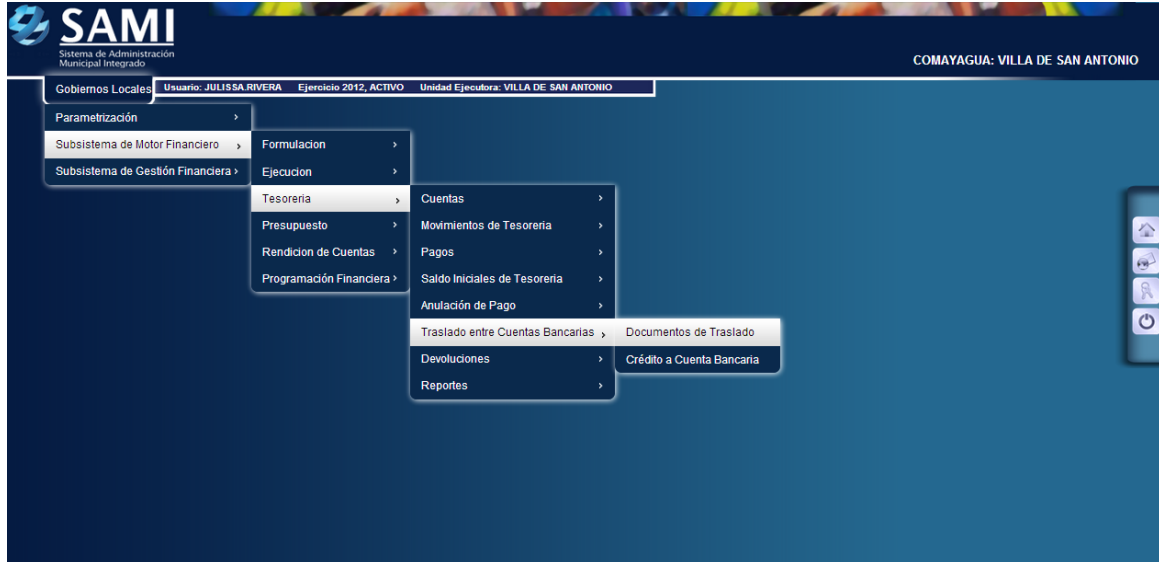 SAMI
Sistema de Administración
Municipal Integrado
COMAYAGUA: VILLA DE SAN ANTONIO
Gobiernos Locales
Usuario: JULISSA.RIVERA Ejercicio 2012, ACTIVO Unidad Ejecutora: VILLA DE SAN ANTONIO
Parametrización
Subsistema de Motor Financiero
Subsistema de Gestión Financiera
Formulacion
Ejecucion
Tesoreria
Presupuesto
Rendicion de Cuentas
Programación Financiera
Cuentas
Movimientos de Tesoreria
Pagos
Saldo Iniciales de Tesoreria
Anulación de Pago
Traslado entre Cuentas Bancarias
Devoluciones
Reportes
Documentos de Traslado
Crédito a Cuenta Bancaria